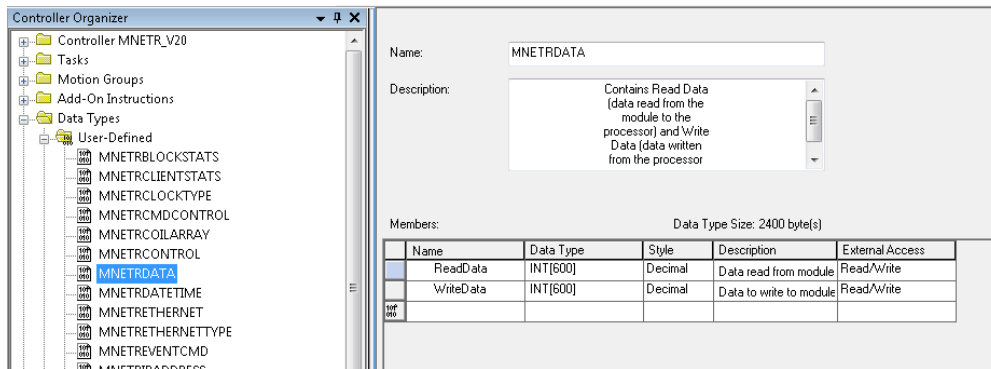 Controller Organizer
Controller MNETR_V20
Tasks
Motion Groups
Add-On Instructions
Data Types
User-Defined
MNETRBLOCKSTATS
MNETRCLIENTSTATS
MNETRCLOCKTYPE
MNETRCMDCONTROL
MNETRCOILARRAY
MNETRCONTROL
MNETRDATA
MNETRDATETIME
MNETRETHERNET
MNETRETHERNETTYPE
MNETREVENTCMD
MNETRIPADDRESS
Name: MNETRDATA
Description: Contains Read Data
(data read from the
module to the
processor) and Write
Data (data written
from the processor
Members: Data Type Size: 2400 byte(s)
Name Data Type Style Description External Access
ReadData INT[600] Decimal Data read from module Read/Write
WriteData INT[600] Decimal Data to write to module Read/Write